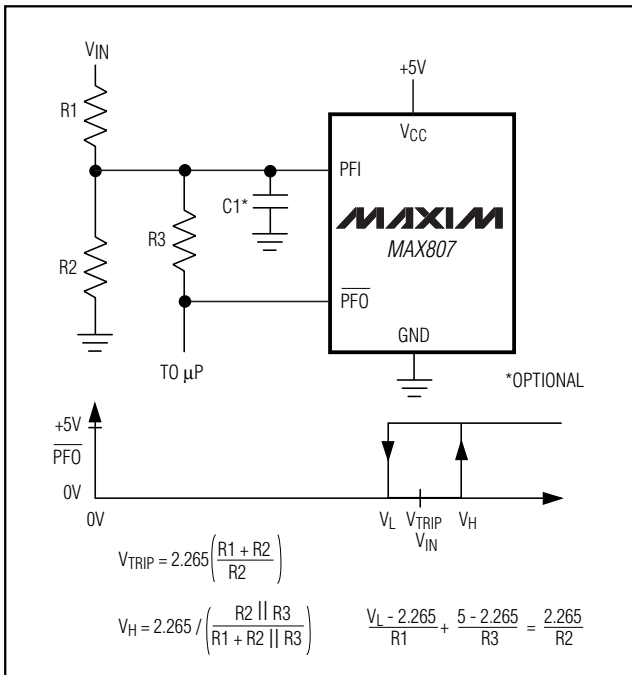 VIN
R1
+5V
VCC
PFI
C1*
MAXIM
MAX807
R3
R2
PFO
GND
TO μP
*OPTIONAL
+5V
PFO
0V
0V
VL VTRIP VH
VIN
VTRIP = 2.265 (R1 + R2 / R2)
VH = 2.265 / (R2 || R3 / R1 + R2 || R3)
VL - 2.265 / R1 + 5 - 2.265 / R3 = 2.265 / R2